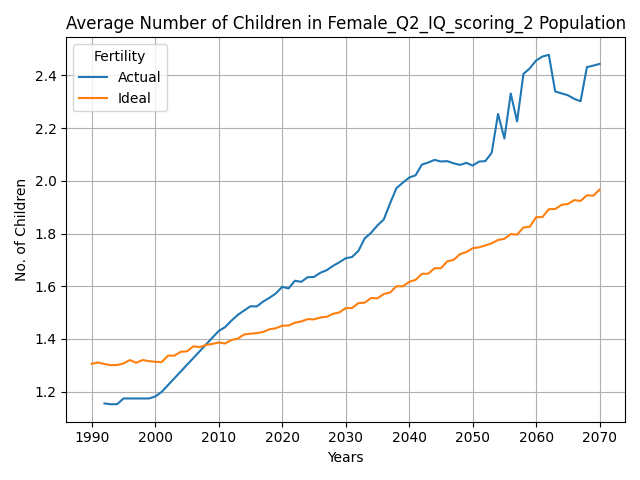 Average Number of Children in Female_Q2_IQ_scoring_2 Population
Fertility
Actual
Ideal
No. of Children
2.4
2.2
2.0
1.8
1.6
1.4
1.2
1990 2000 2010 2020 2030 2040 2050 2060 2070
Years